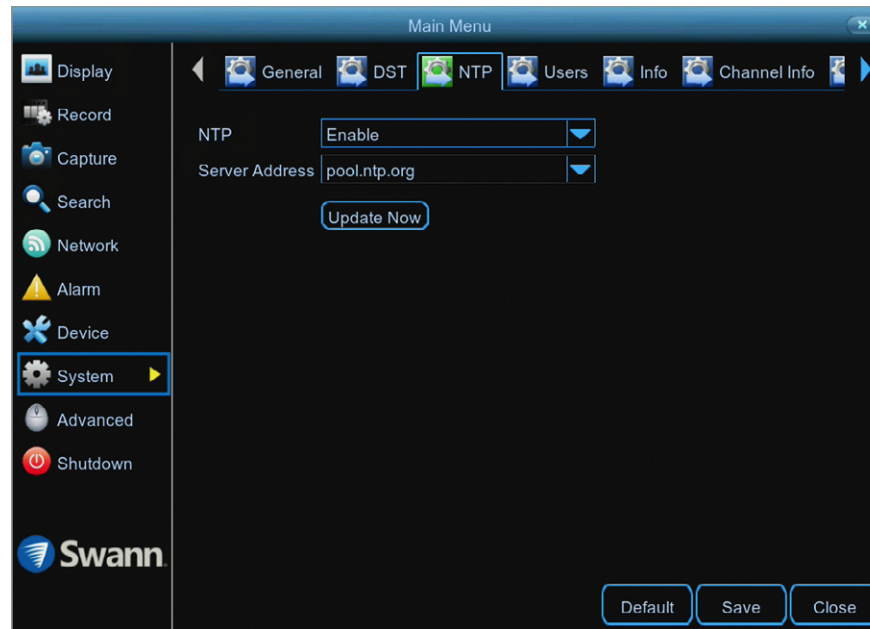 Main Menu
Display
Record
Capture
Search
Network
Alarm
Device
System
Advanced
Shutdown
Swann
General DST NTP Users Info Channel Info
NTP Enable
Server Address pool.ntp.org
Update Now
Default Save Close